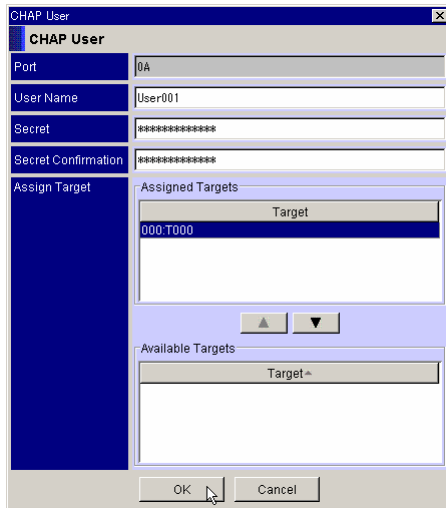 CHAP User
CHAP User
Port 0A
User Name User001
Secret *************
Secret Confirmation *************
Assign Target
Assigned Targets
Target
000:T000
Available Targets
Target
OK Cancel